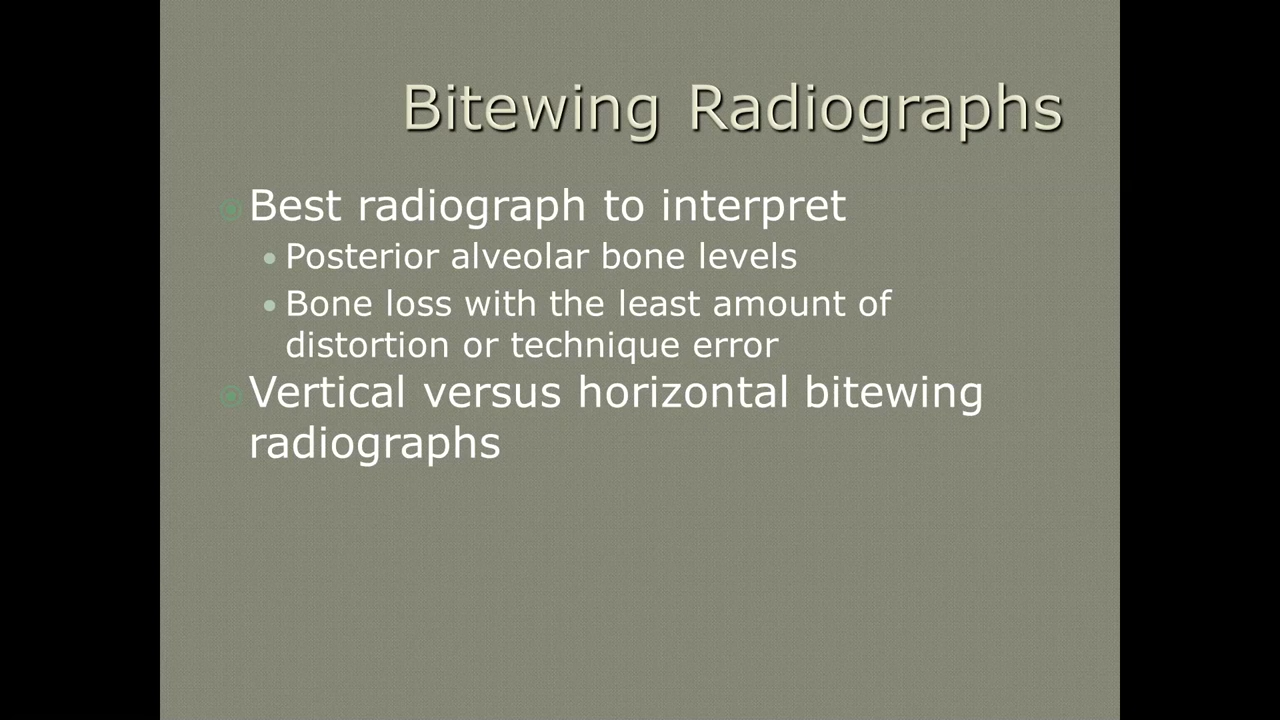 Bitewing Radiographs
Best radiograph to interpret
Posterior alveolar bone levels
Bone loss with the least amount of
distortion or technique error
Vertical versus horizontal bitewing
radiographs